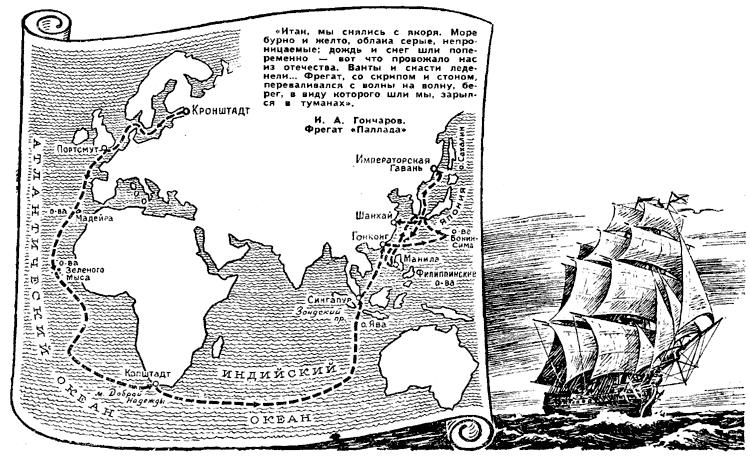 «Итак, мы снялись с якоря. Море
бурно и желто, облака серые, непро-
ницаемые; дождь и снег шли попе-
ременно — вот что провожало нас
из отечества. Ванты и снасти леде-
нели... Фрегат, со скрипом и стоном,
переваливался с волны на волну, бе-
рег, в виду которого шли мы, зарыл-
ся в туманах».
И. А. Гончаров.
Фрегат «Паллада»
Кронштадт
Портсмут
АТЛАНТИЧЕСКИЙ
ОКЕАН
о-ва
Мадейра
о-ва
Зеленого
Мыса
Императорская
Гавань
о. Сахалин
Япония
Шанхай
Гонконг
о-ва
Бонин-
Сима
Манила
Филиппинские
о-ва
Сингапур
Зондский
пр.
о. Ява
Капштадт
м. Доброй
Надежды
ИНДИЙСКИЙ
ОКЕАН